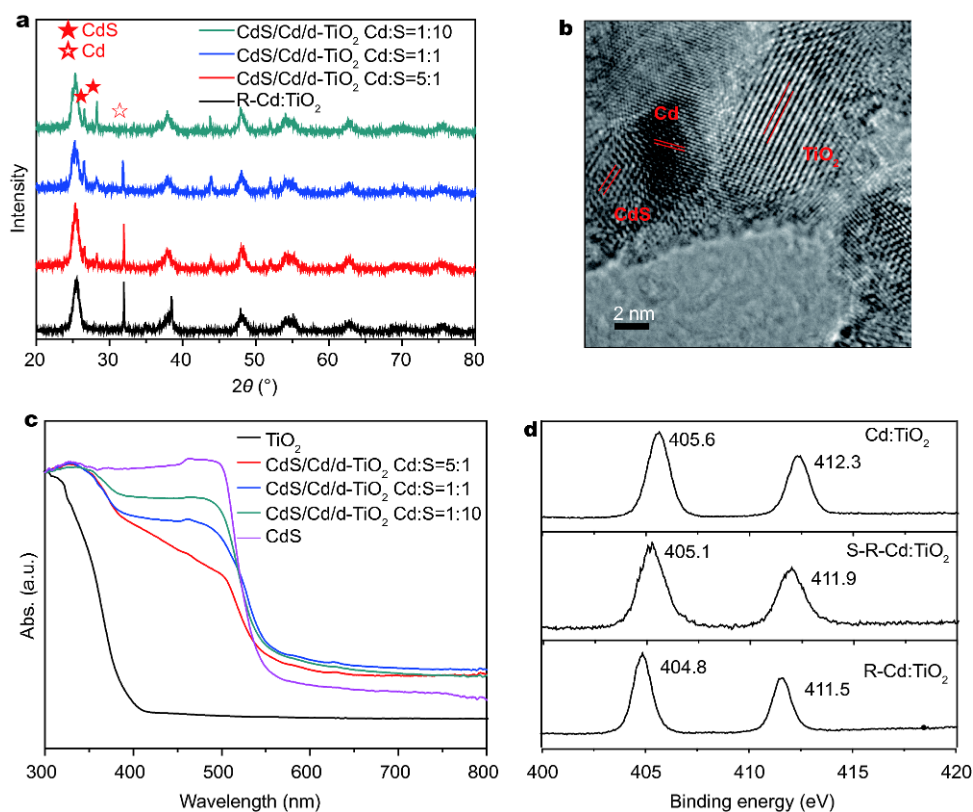 a
CdS
Cd
CdS/Cd/d-TiO2 Cd:S=1:10
CdS/Cd/d-TiO2 Cd:S=1:1
CdS/Cd/d-TiO2 Cd:S=5:1
R-Cd:TiO2
Intensity
20 30 40 50 60 70 80
2θ (°)
b
Cd
TiO2
CdS
2 nm
c
TiO2
CdS/Cd/d-TiO2 Cd:S=5:1
CdS/Cd/d-TiO2 Cd:S=1:1
CdS/Cd/d-TiO2 Cd:S=1:10
CdS
Abs. (a.u.)
300 400 500 600 700 800
Wavelength (nm)
d
Cd:TiO2
405.6
412.3
S-R-Cd:TiO2
405.1
411.9
R-Cd:TiO2
404.8
411.5
400 405 410 415 420
Binding energy (eV)